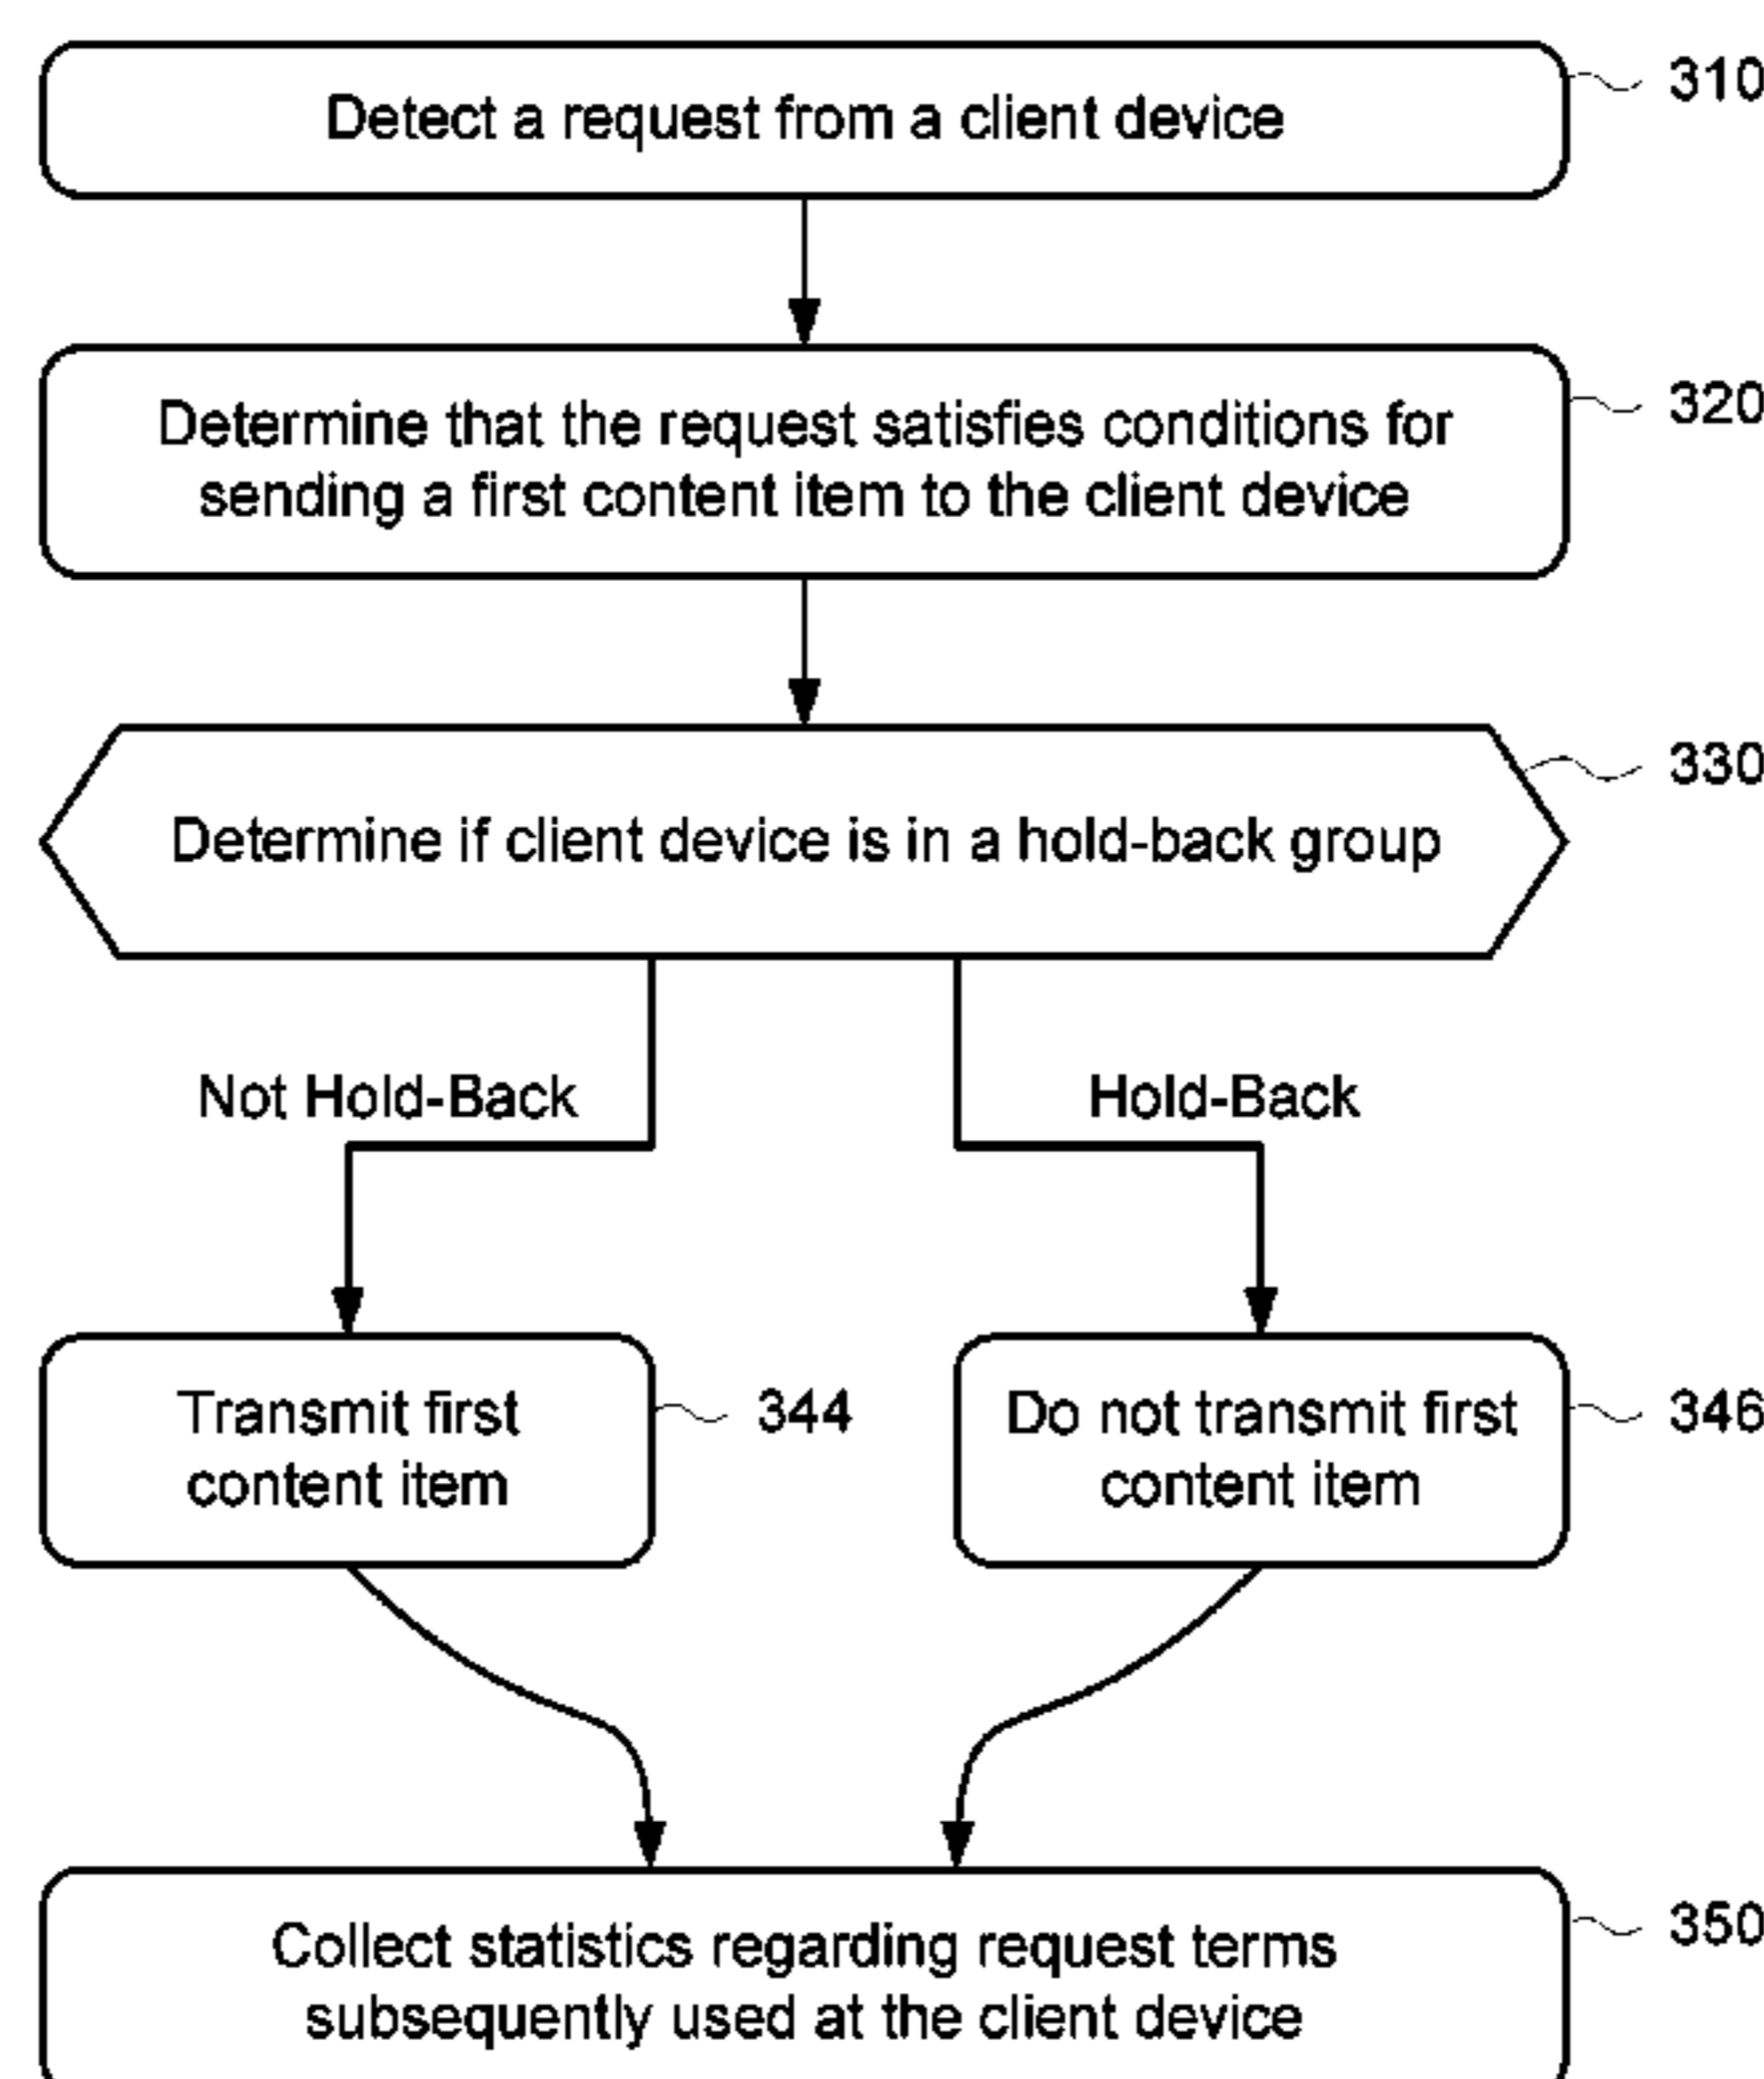 Detect a request from a client device
310
Determine that the request satisfies conditions for
sending a first content item to the client device
320
Determine if client device is in a hold-back group
330
Not Hold-Back
Hold-Back
Transmit first
content item
344
Do not transmit first
content item
346
Collect statistics regarding request terms
subsequently used at the client device
350